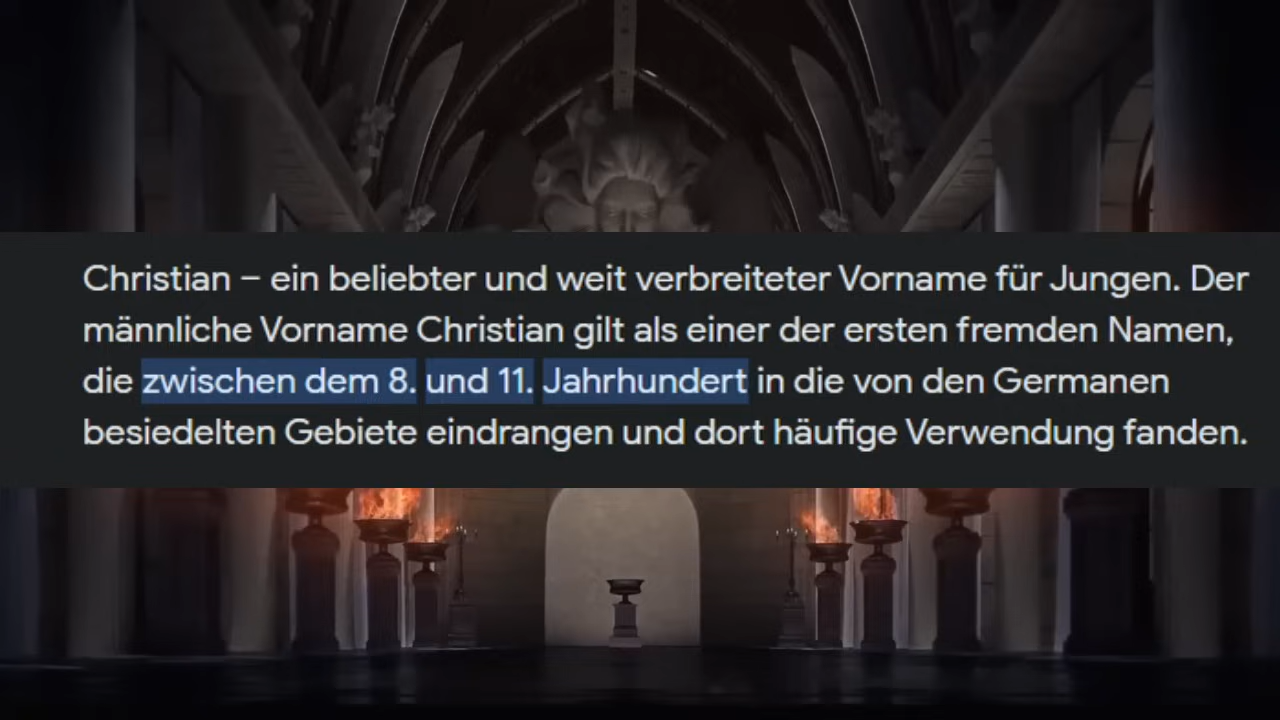 Christian – ein beliebter und weit verbreiteter Vorname für Jungen. Der
männliche Vorname Christian gilt als einer der ersten fremden Namen,
die zwischen dem 8. und 11. Jahrhundert in die von den Germanen
besiedelten Gebiete eindrangen und dort häufige Verwendung fanden.